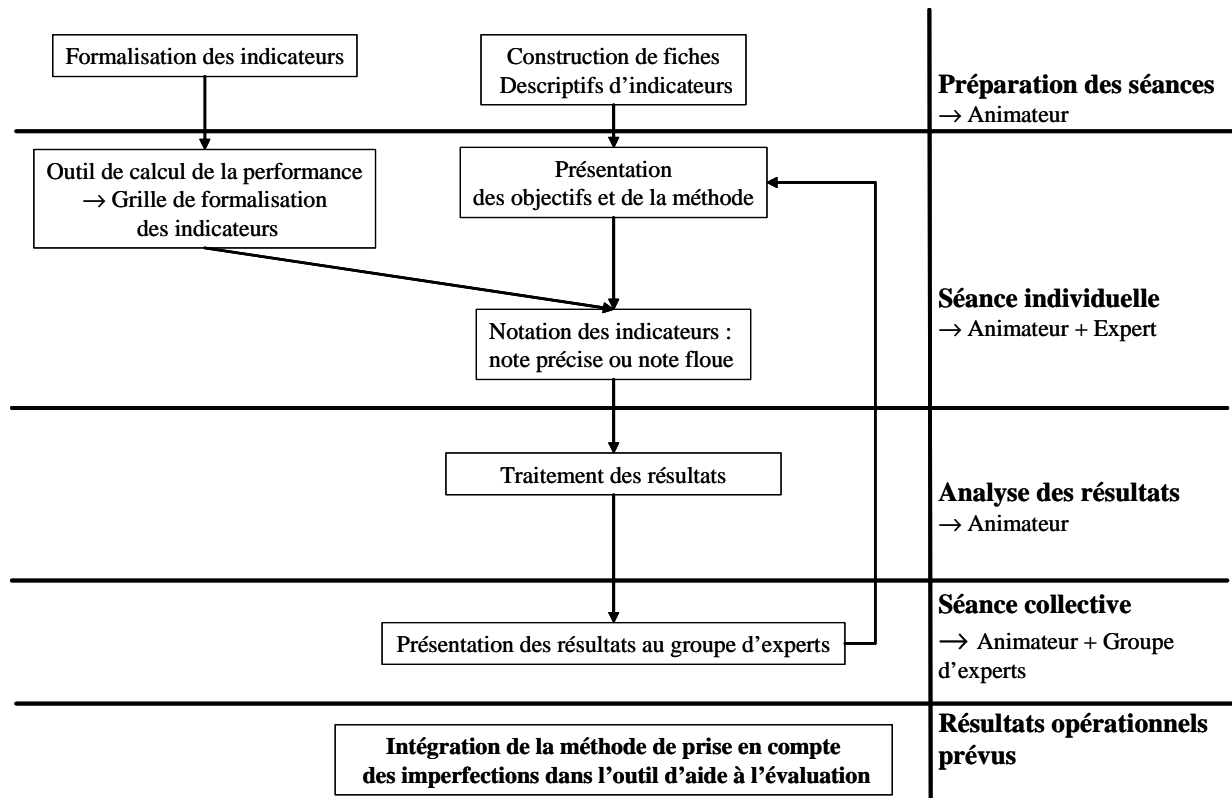 Formalisation des indicateurs
Construction de fiches
Descriptifs d'indicateurs
Préparation des séances
→ Animateur
Outil de calcul de la performance
→ Grille de formalisation
des indicateurs
Présentation
des objectifs et de la méthode
Notation des indicateurs :
note précise ou note floue
Séance individuelle
→ Animateur + Expert
Traitement des résultats
Analyse des résultats
→ Animateur
Présentation des résultats au groupe d'experts
Séance collective
→ Animateur + Groupe
d'experts
Intégration de la méthode de prise en compte
des imperfections dans l'outil d'aide à l'évaluation
Résultats opérationnels
prévus